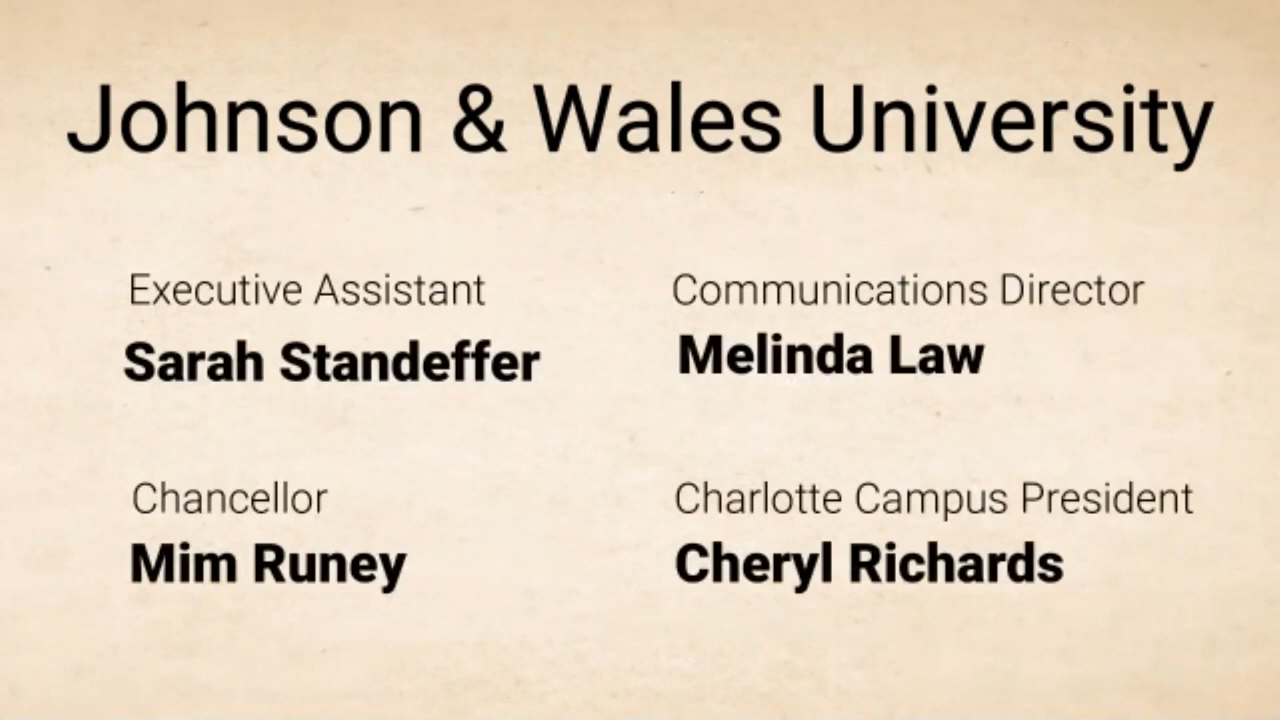 Johnson & Wales University
Executive Assistant
Sarah Standeffer
Communications Director
Melinda Law
Chancellor
Mim Runey
Charlotte Campus President
Cheryl Richards